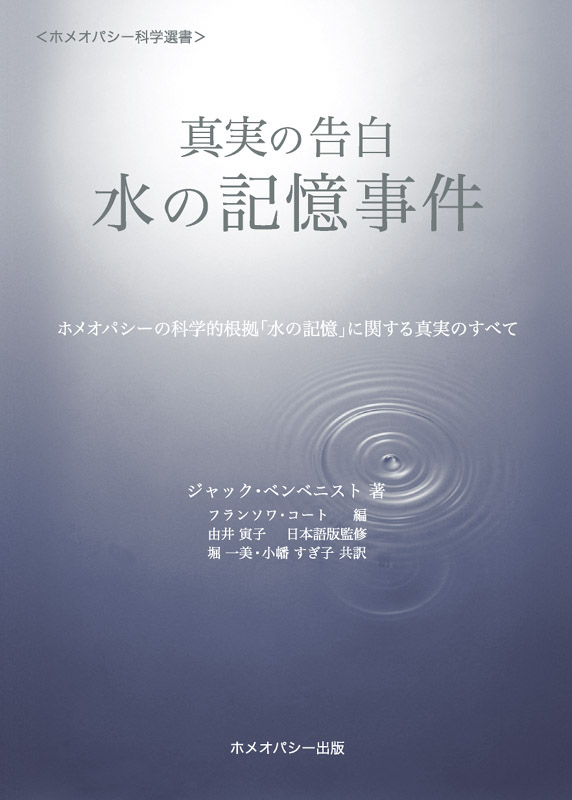 <ホメオパシー科学選書>
真実の告白
水の記憶事件
ホメオパシーの科学的根拠「水の記憶」に関する真実のすべて
ジャック・ベンベニスト 著
フランソワ・コート 編
由井 寅子 日本語版監修
堀 一美・小幡 すぎ子 共訳
ホメオパシー出版